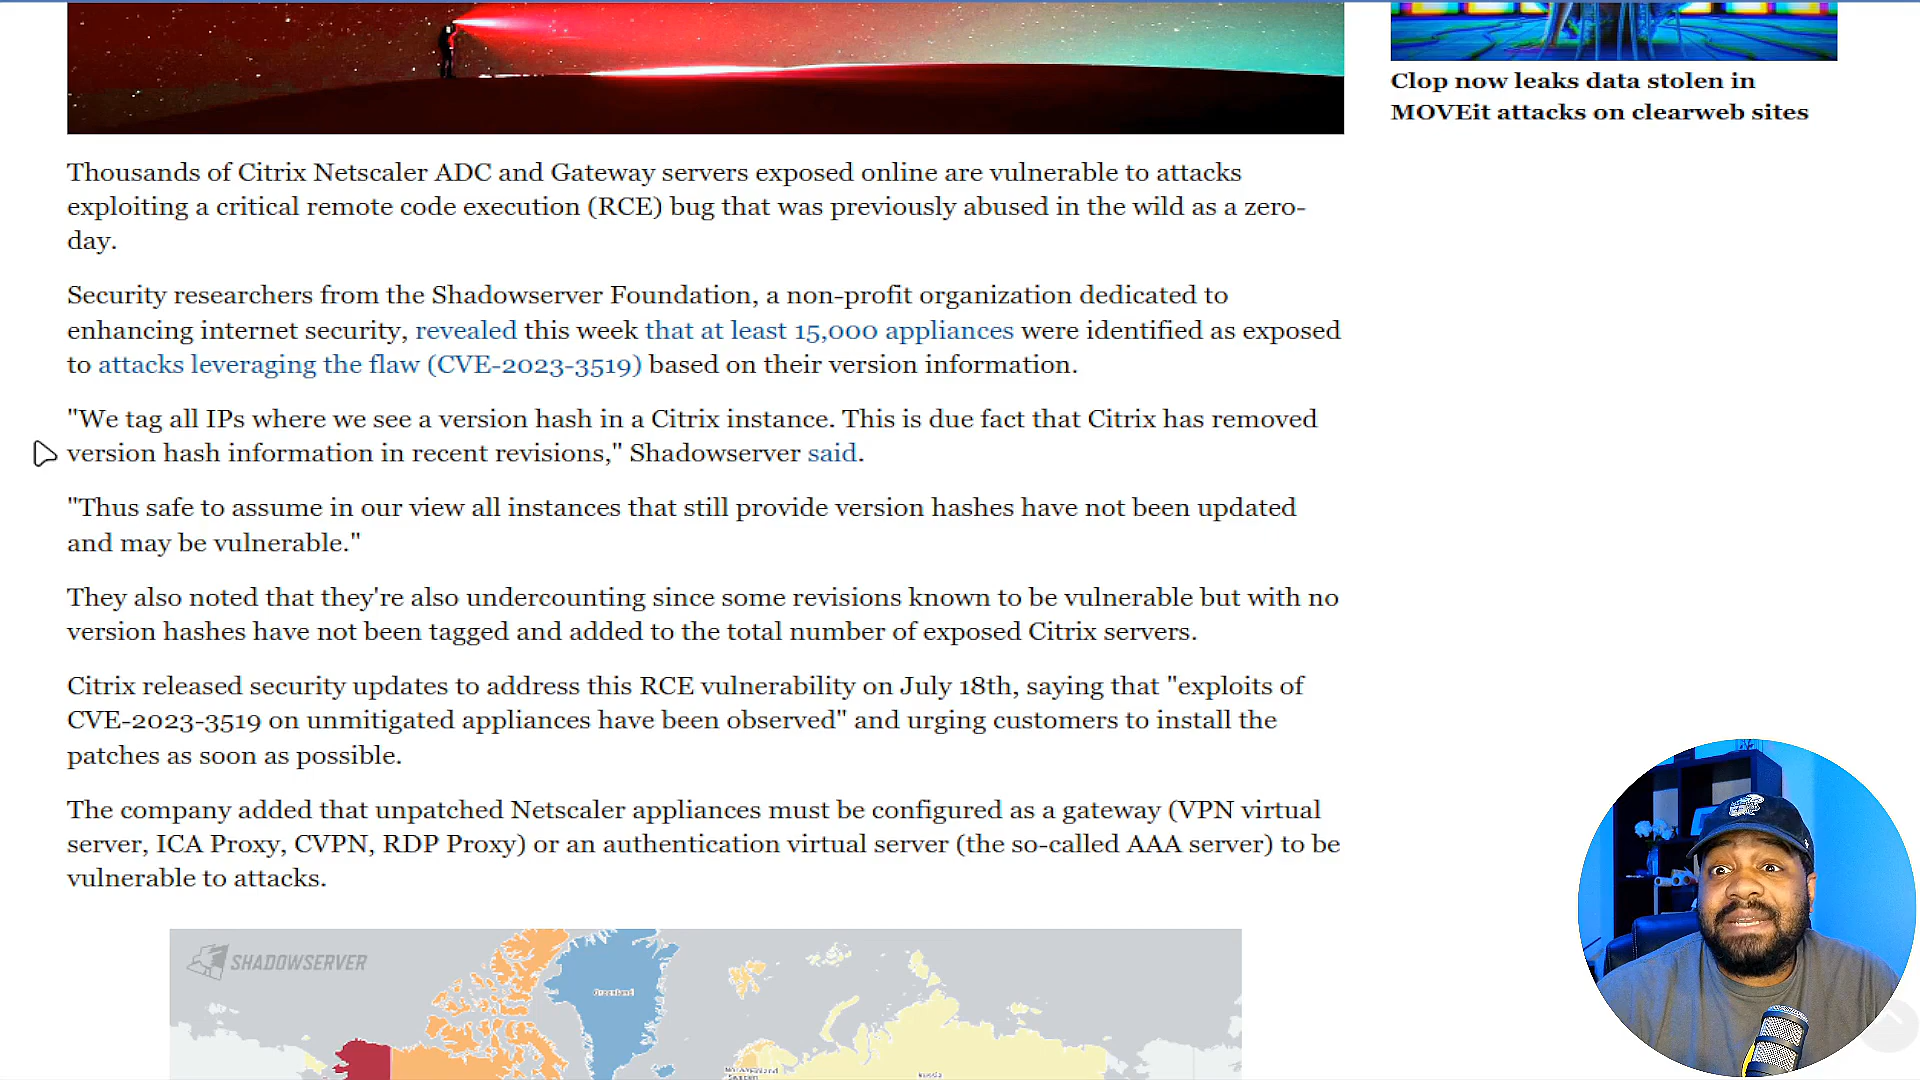 Clop now leaks data stolen in
MOVEit attacks on clearweb sites
Thousands of Citrix Netscaler ADC and Gateway servers exposed online are vulnerable to attacks
exploiting a critical remote code execution (RCE) bug that was previously abused in the wild as a zero-
day.
Security researchers from the Shadowserver Foundation, a non-profit organization dedicated to
enhancing internet security, revealed this week that at least 15,000 appliances were identified as exposed
to attacks leveraging the flaw (CVE-2023-3519) based on their version information.
"We tag all IPs where we see a version hash in a Citrix instance. This is due fact that Citrix has removed
version hash information in recent revisions," Shadowserver said.
"Thus safe to assume in our view all instances that still provide version hashes have not been updated
and may be vulnerable."
They also noted that they're also undercounting since some revisions known to be vulnerable but with no
version hashes have not been tagged and added to the total number of exposed Citrix servers.
Citrix released security updates to address this RCE vulnerability on July 18th, saying that "exploits of
CVE-2023-3519 on unmitigated appliances have been observed" and urging customers to install the
patches as soon as possible.
The company added that unpatched Netscaler appliances must be configured as a gateway (VPN virtual
server, ICA Proxy, CVPN, RDP Proxy) or an authentication virtual server (the so-called AAA server) to be
vulnerable to attacks.
SHADOWSERVER
Greenland
Russia